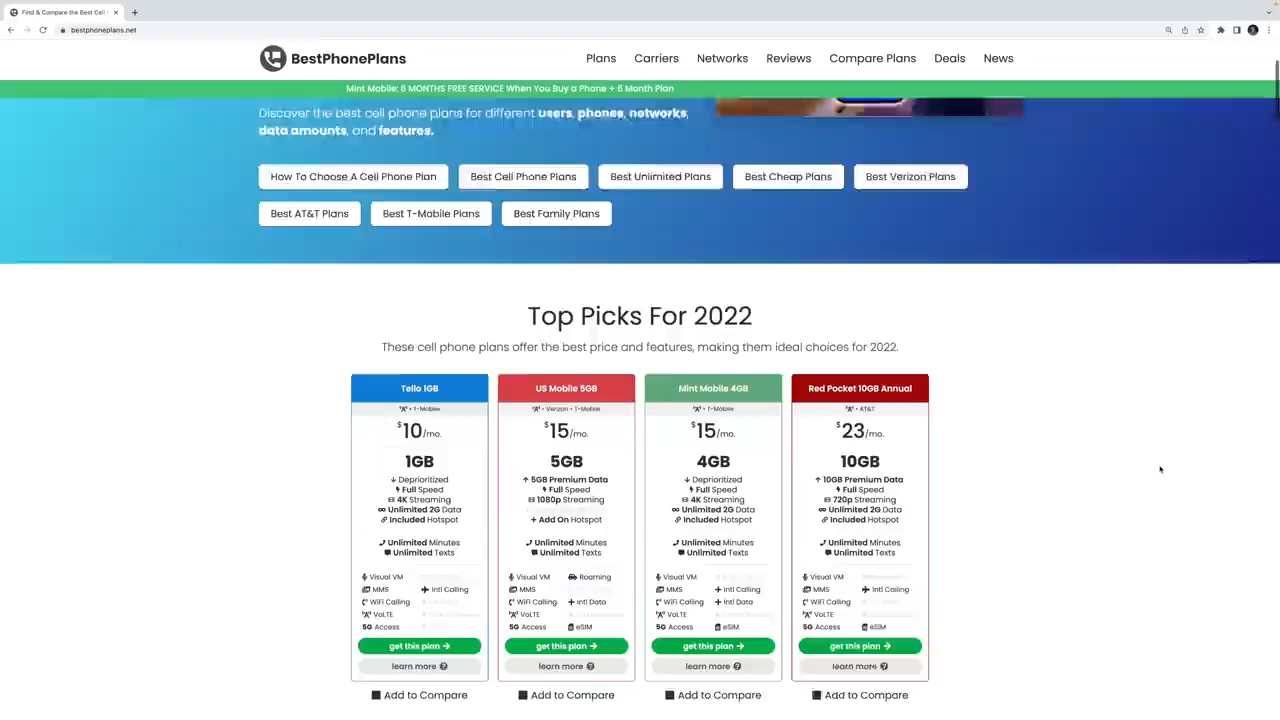 Find & Compare the Best Cell
bestphoneplans.net
BestPhonePlans
Plans
Carriers
Networks
Reviews
Compare Plans
Deals
News
Mint Mobile: 6 MONTHS FREE SERVICE When You Buy a Phone + 6 Month Plan
Discover the best cell phone plans for different users, phones, networks,
data amounts, and features.
How To Choose A Cell Phone Plan
Best Cell Phone Plans
Best Unlimited Plans
Best Cheap Plans
Best Verizon Plans
Best AT&T Plans
Best T-Mobile Plans
Best Family Plans
Top Picks For 2022
These cell phone plans offer the best price and features, making them ideal choices for 2022.
Tello 1GB
• T-Mobile
$10/mo.
1GB
Deprioritized
Full Speed
4K Streaming
Unlimited 2G Data
Included Hotspot
Unlimited Minutes
Unlimited Texts
Visual VM
MMS Intl Calling
WiFi Calling
VoLTE
5G Access
get this plan →
learn more
Add to Compare
US Mobile 5GB
• Verizon • T-Mobile
$15/mo.
5GB
5GB Premium Data
Full Speed
1080p Streaming
+ Add On Hotspot
Unlimited Minutes
Unlimited Texts
Visual VM Roaming
MMS
WiFi Calling + Intl Data
VoLTE
5G Access eSIM
get this plan →
learn more
Add to Compare
Mint Mobile 4GB
• T-Mobile
$15/mo.
4GB
Deprioritized
Full Speed
4K Streaming
Unlimited 2G Data
Included Hotspot
Unlimited Minutes
Unlimited Texts
Visual VM
MMS + Intl Calling
WiFi Calling + Intl Data
VoLTE
5G Access eSIM
get this plan →
learn more
Add to Compare
Red Pocket 10GB Annual
• AT&T
$23/mo.
10GB
10GB Premium Data
Full Speed
720p Streaming
Unlimited 2G Data
Included Hotspot
Unlimited Minutes
Unlimited Texts
Visual VM
MMS Intl Calling
WiFi Calling
VoLTE
5G Access eSIM
get this plan →
learn more
Add to Compare